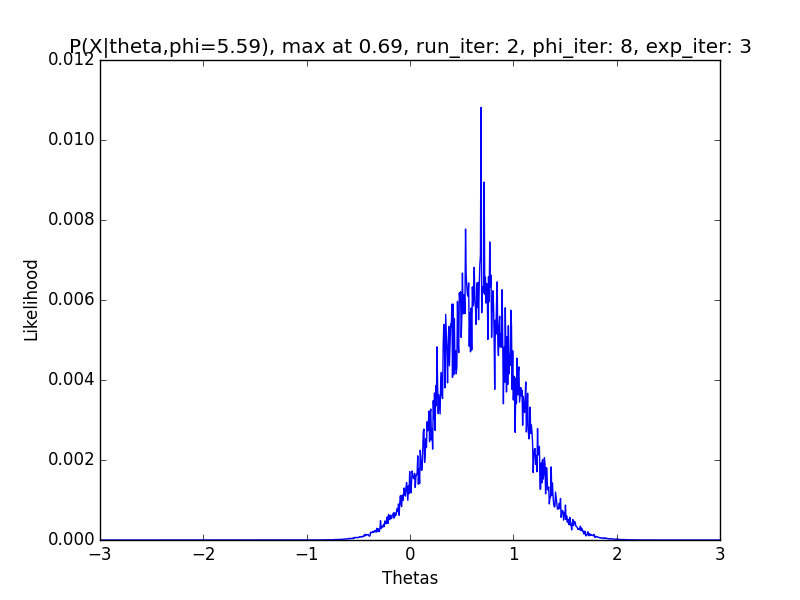 P(X|theta,phi=5.59), max at 0.69, run_iter: 2, phi_iter: 8, exp_iter: 3
0.012
0.010
0.008
0.006
0.004
0.002
0.000
Likelihood
−3 −2 −1 0 1 2 3
Thetas